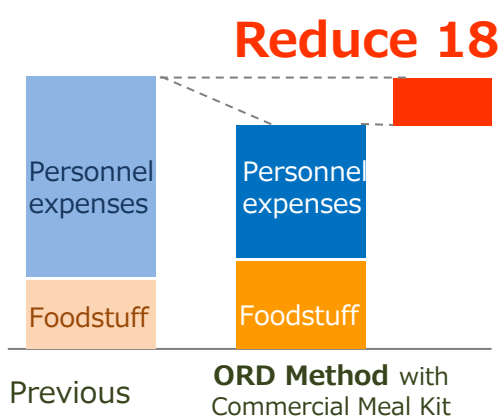 Reduce 18
Personnel
expenses
Personnel
expenses
Foodstuff
Foodstuff
Previous
ORD Method with
Commercial Meal Kit